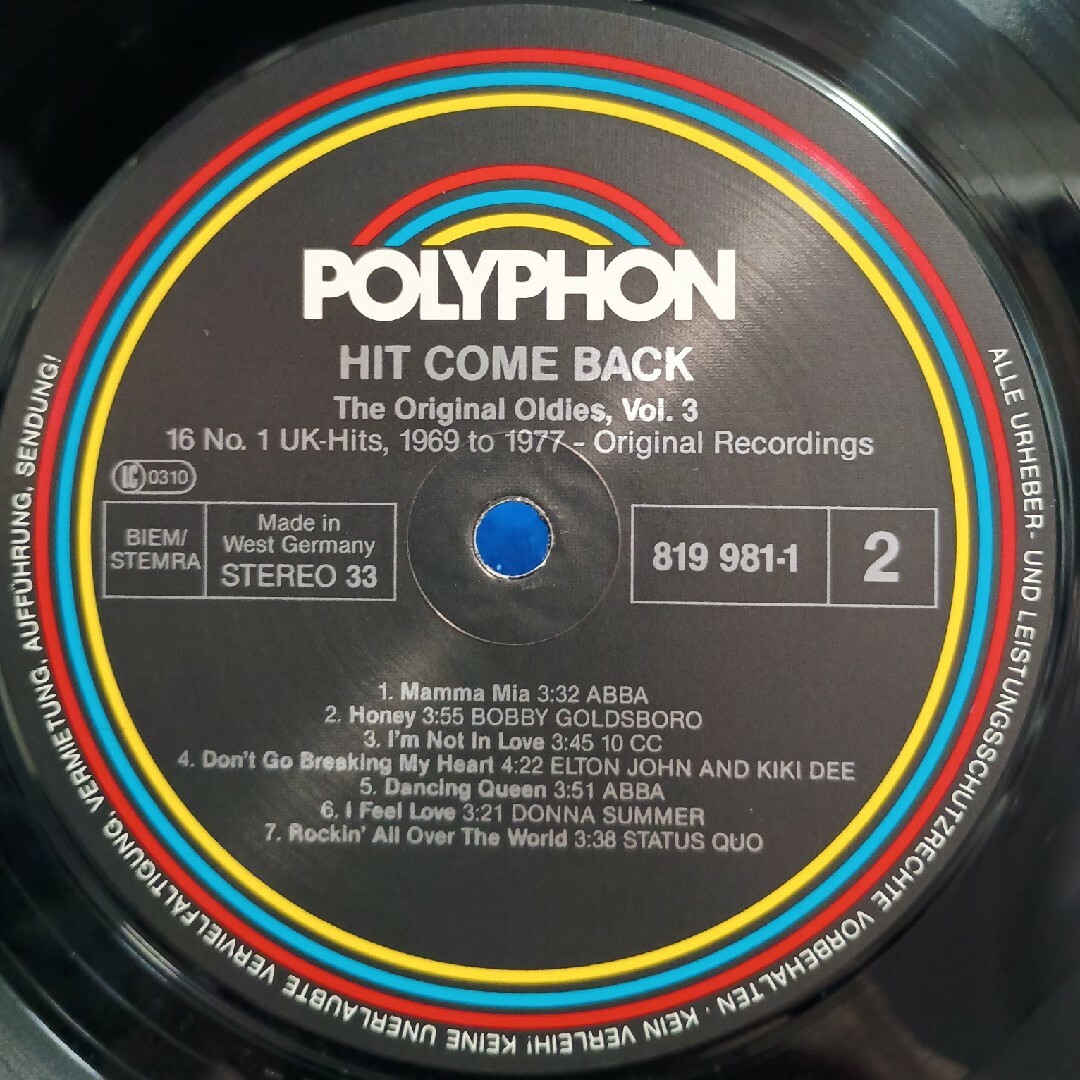 POLYPHON
HIT COME BACK
The Original Oldies, Vol. 3
16 No. 1 UK-Hits, 1969 to 1977 - Original Recordings
LC 0310
BIEM/
STEMRA
Made in
West Germany
STEREO 33
819 981-1
2
1. Mamma Mia 3:32 ABBA
2. Honey 3:55 BOBBY GOLDSBORO
3. I'm Not In Love 3:45 10 CC
4. Don't Go Breaking My Heart 4:22 ELTON JOHN AND KIKI DEE
5. Dancing Queen 3:51 ABBA
6. I Feel Love 3:21 DONNA SUMMER
7. Rockin' All Over The World 3:38 STATUS QUO
ALLE URHEBER- UND LEISTUNGSSCHUTZRECHTE VORBEHALTEN · KEIN VERLEIH! KEINE UNERLAUBTE VERVIELFÄLTIGUNG, VERMIETUNG, AUFFÜHRUNG, SENDUNG!